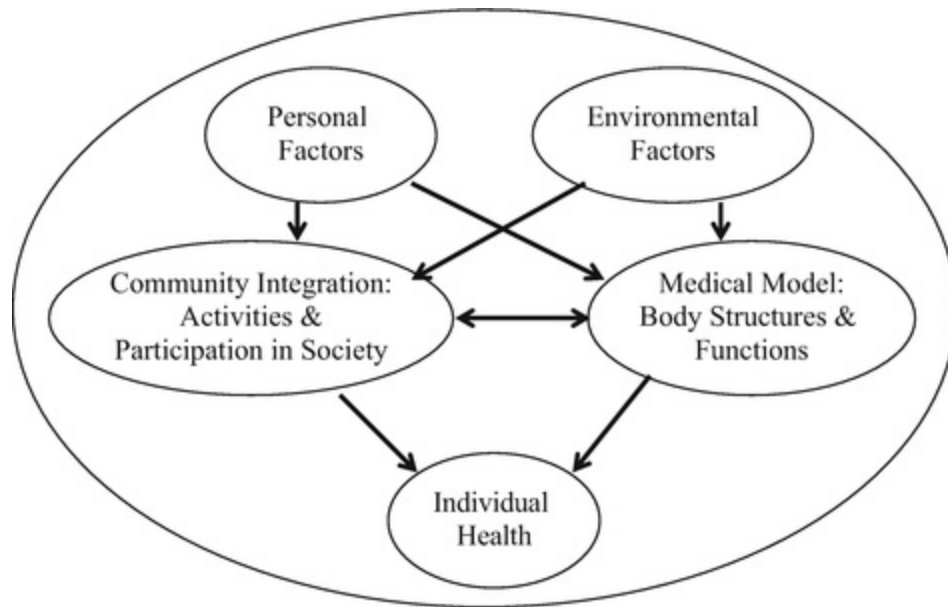 Personal
Factors
Environmental
Factors
Community Integration:
Activities &
Participation in Society
Medical Model:
Body Structures &
Functions
Individual
Health